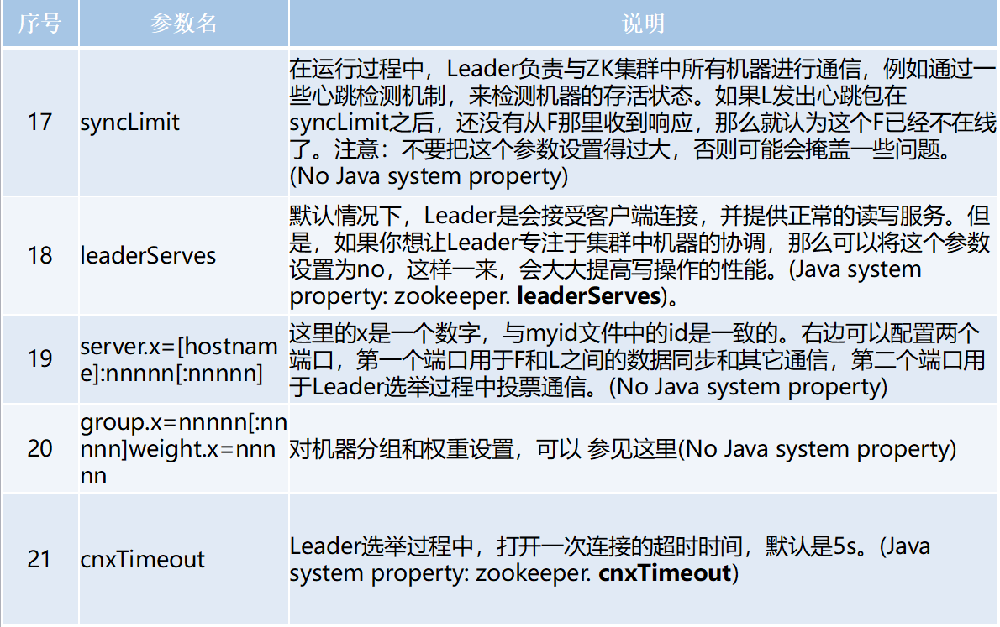 序号 参数名 说明
17 syncLimit
在运行过程中，Leader负责与ZK集群中所有机器进行通信，例如通过一
些心跳检测机制，来检测机器的存活状态。如果L发出心跳包在
syncLimit之后，还没有从F那里收到响应，那么就认为这个F已经不在线
了。注意：不要把这个参数设置得过大，否则可能会掩盖一些问题。
(No Java system property)
18 leaderServes
默认情况下，Leader是会接受客户端连接，并提供正常的读写服务。但
是，如果你想让Leader专注于集群中机器的协调，那么可以将这个参数
设置为no，这样一来，会大大提高写操作的性能。(Java system
property: zookeeper. leaderServes)。
19
server.x=[hostnam
e]:nnnnn[:nnnnn]
这里的x是一个数字，与myid文件中的id是一致的。右边可以配置两个
端口，第一个端口用于F和L之间的数据同步和其它通信，第二个端口用
于Leader选举过程中投票通信。(No Java system property)
20
group.x=nnnnn[:nn
nnn]weight.x=nnn
nn
对机器分组和权重设置，可以 参见这里(No Java system property)
21 cnxTimeout
Leader选举过程中，打开一次连接的超时时间，默认是5s。(Java
system property: zookeeper. cnxTimeout)